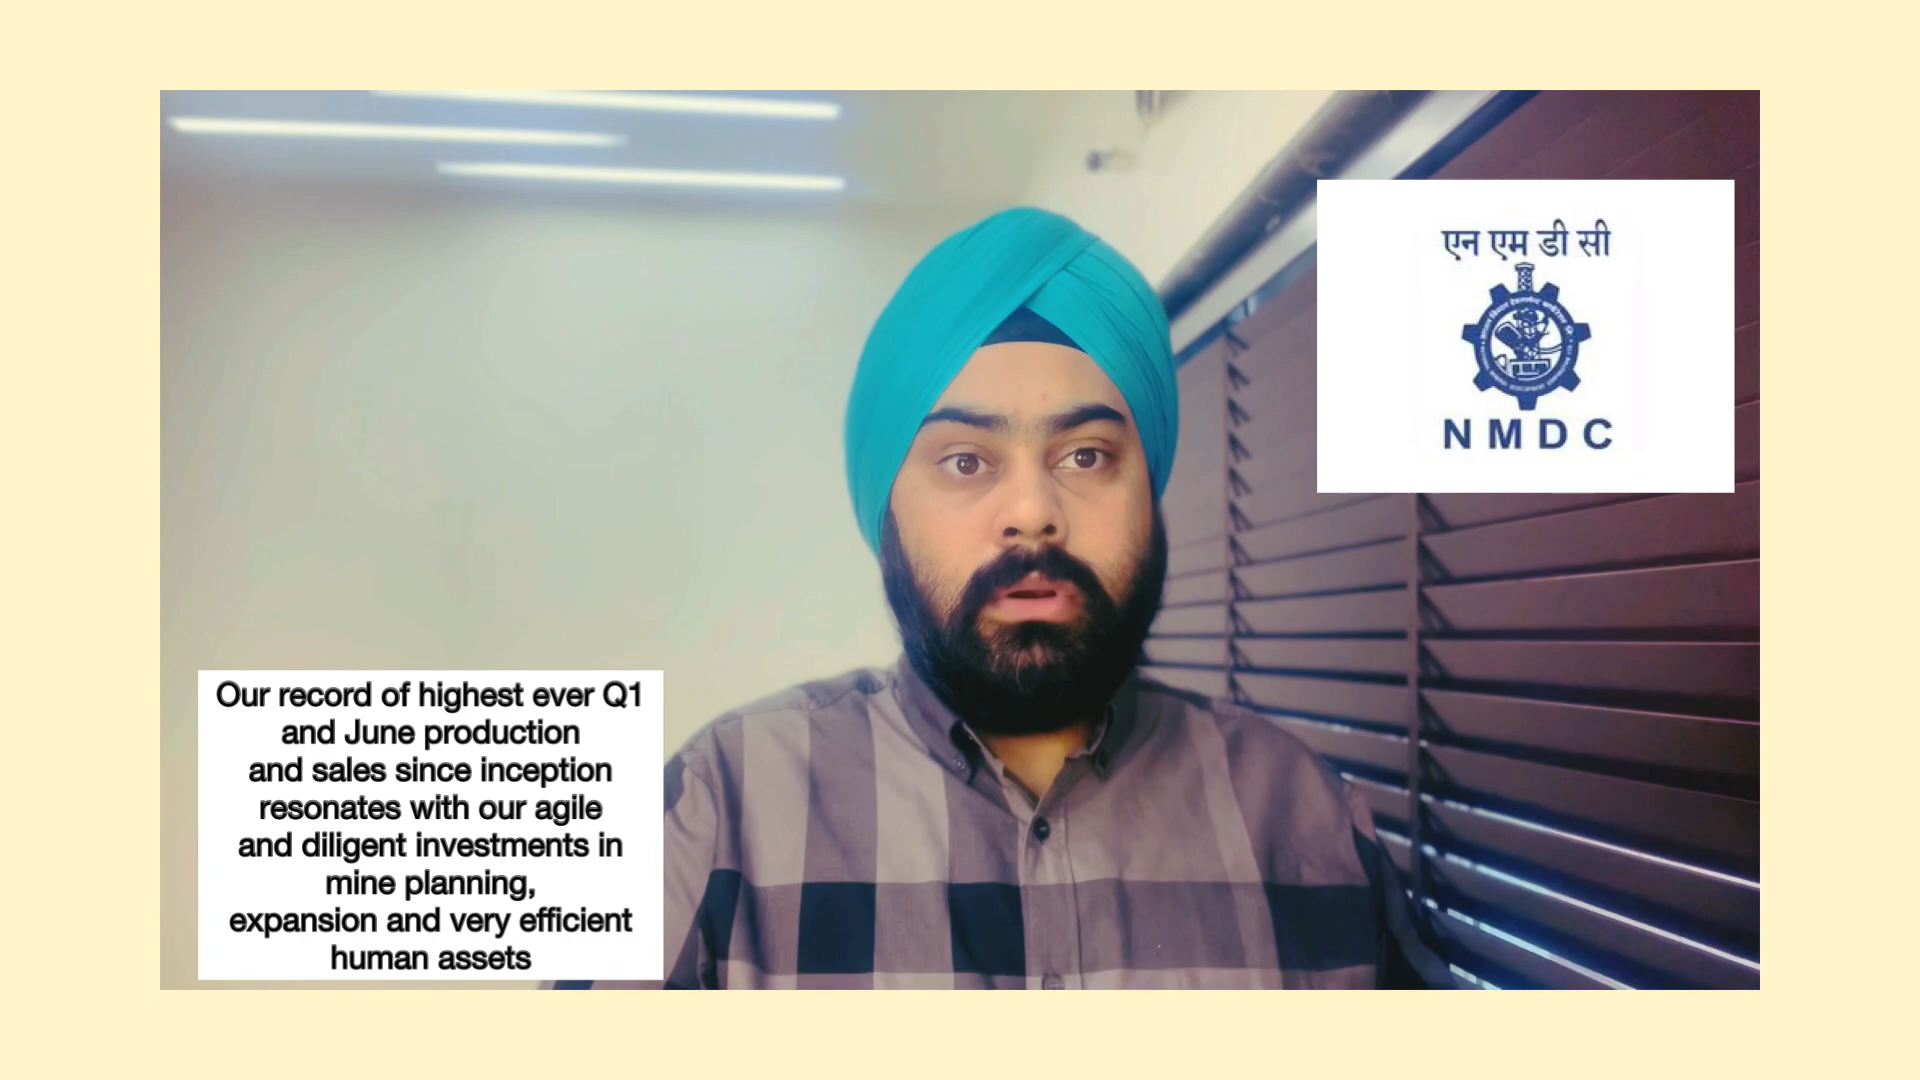 एन एम डी सी
N M D C
Our record of highest ever Q1
and June production
and sales since inception
resonates with our agile
and diligent investments in
mine planning,
expansion and very efficient
human assets